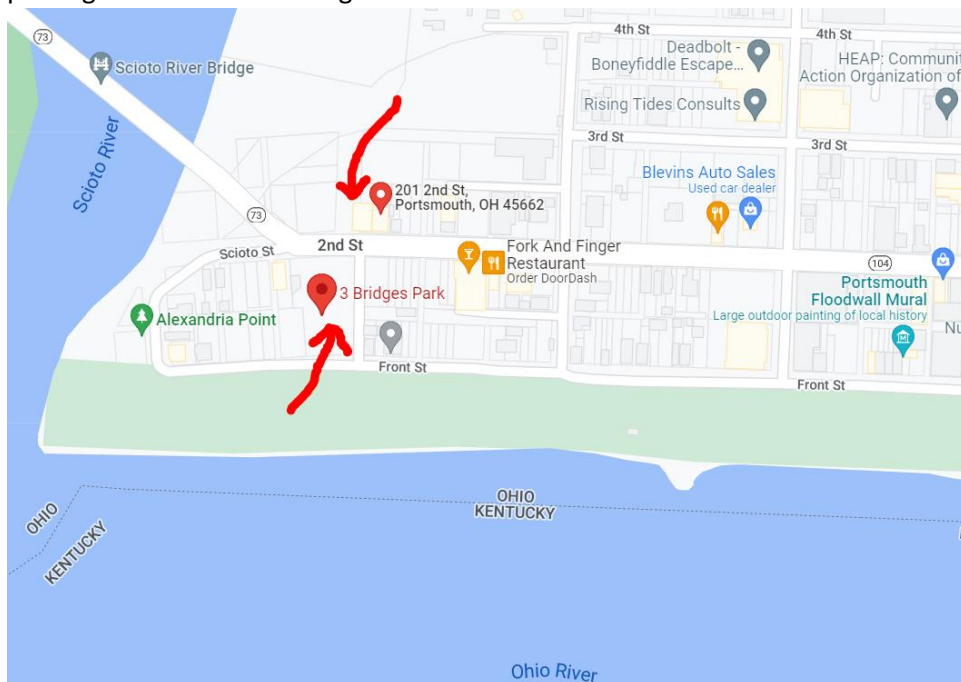 73
Scioto River Bridge
4th St
4th St
Deadbolt -
Boneyfiddle Escape...
HEAP: Communit
Action Organization of
Rising Tides Consults
Scioto River
3rd St
3rd St
Blevins Auto Sales
Used car dealer
201 2nd St,
Portsmouth, OH 45662
73
Scioto St
2nd St
Fork And Finger
Restaurant
Order DoorDash
104
3 Bridges Park
Portsmouth
Floodwall Mural
Large outdoor painting of local history
Nu
Alexandria Point
Front St
Front St
OHIO
KENTUCKY
OHIO
KENTUCKY
Ohio River